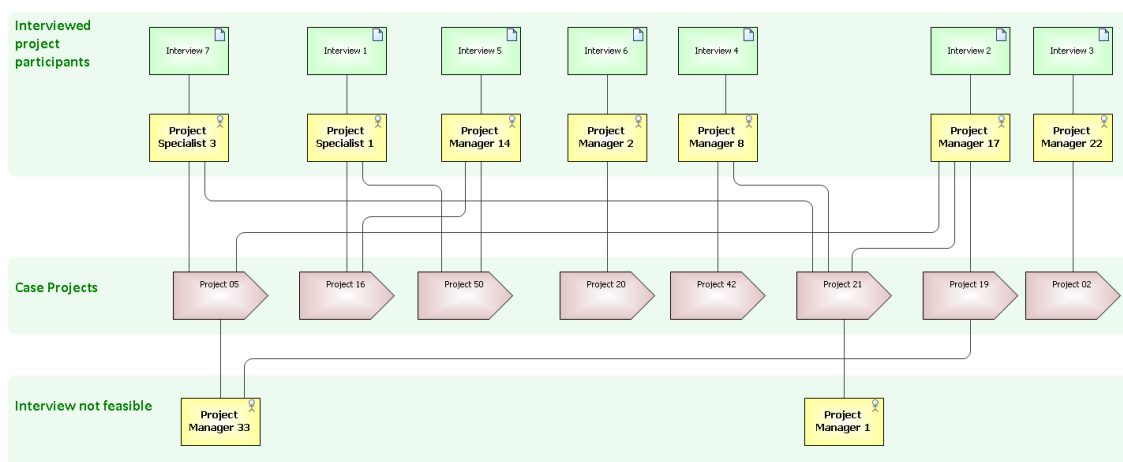 Interviewed
project
participants
Interview 7
Interview 1
Interview 5
Interview 6
Interview 4
Interview 2
Interview 3
Project
Specialist 3
Project
Specialist 1
Project
Manager 14
Project
Manager 2
Project
Manager 8
Project
Manager 17
Project
Manager 22
Case Projects
Project 05
Project 16
Project 50
Project 20
Project 42
Project 21
Project 19
Project 02
Interview not feasible
Project
Manager 33
Project
Manager 1